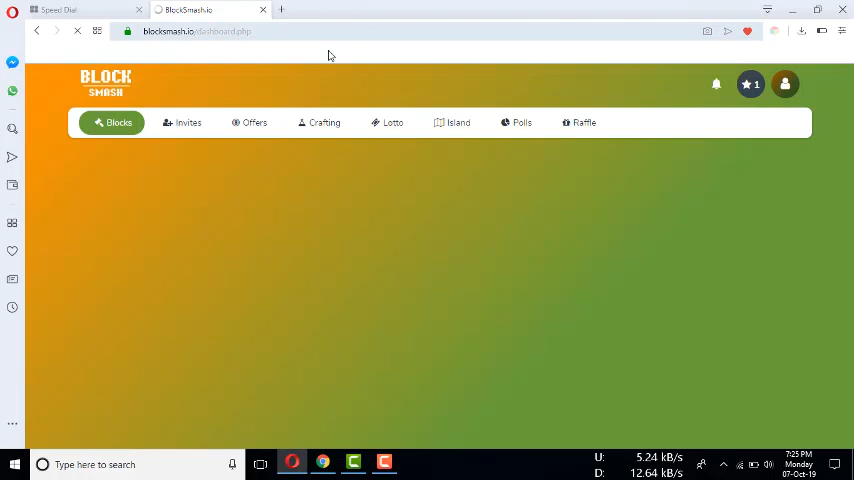 Speed Dial
BlockSmash.io
blocksmash.io/dashboard.php
BLOCK
SMASH
1
Blocks
Invites
Offers
Crafting
Lotto
Island
Polls
Raffle
Type here to search
U: 5.24 kB/s
D: 12.64 kB/s
7:25 PM
Monday
07-Oct-19